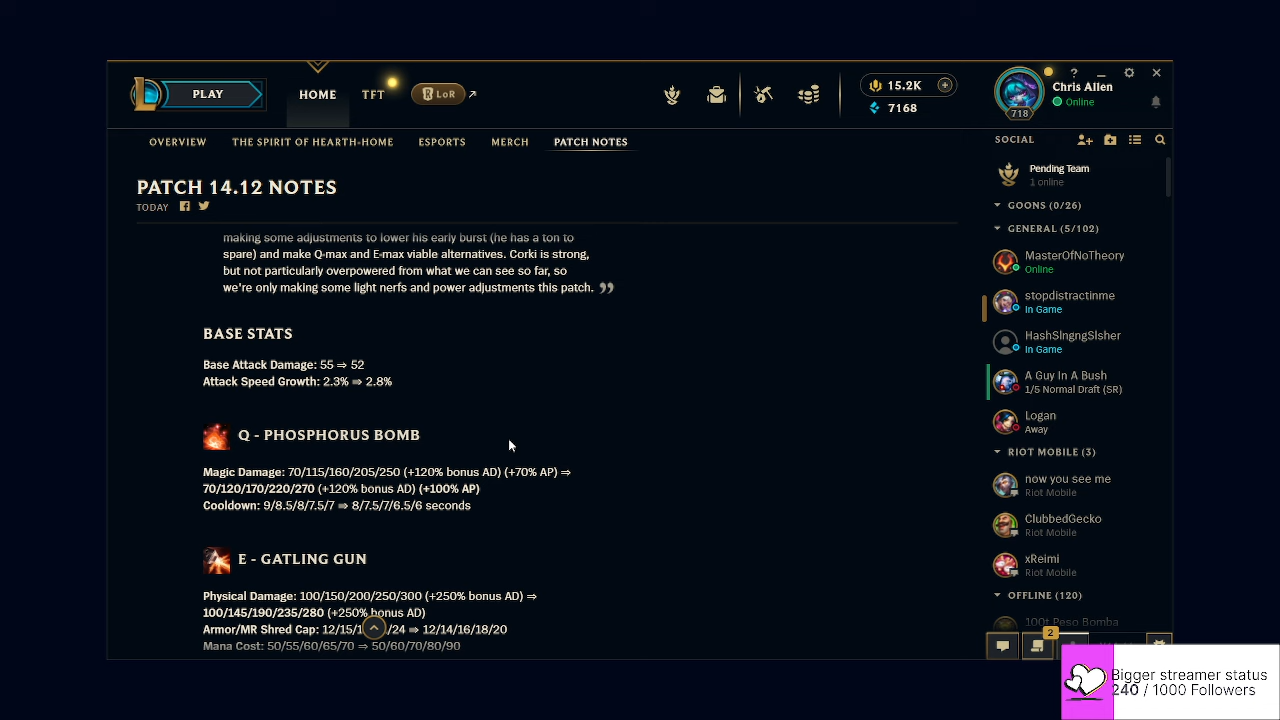 PLAY
HOME
TFT
LoR
15.2K
7168
718
Chris Allen
Online
OVERVIEW
THE SPIRIT OF HEARTH-HOME
ESPORTS
MERCH
PATCH NOTES
PATCH 14.12 NOTES
TODAY
making some adjustments to lower his early burst (he has a ton to
spare) and make Q-max and E-max viable alternatives. Corki is strong,
but not particularly overpowered from what we can see so far, so
we're only making some light nerfs and power adjustments this patch. ”
BASE STATS
Base Attack Damage: 55 ⇒ 52
Attack Speed Growth: 2.3% ⇒ 2.8%
Q - PHOSPHORUS BOMB
Magic Damage: 70/115/160/205/250 (+120% bonus AD) (+70% AP) ⇒
70/120/170/220/270 (+120% bonus AD) (+100% AP)
Cooldown: 9/8.5/8/7.5/7 ⇒ 8/7.5/7/6.5/6 seconds
E - GATLING GUN
Physical Damage: 100/150/200/250/300 (+250% bonus AD) ⇒
100/145/190/235/280 (+250% bonus AD)
Armor/MR Shred Cap: 12/15/1 /24 ⇒ 12/14/16/18/20
Mana Cost: 50/55/60/65/70 ⇒ 50/60/70/80/90
SOCIAL
Pending Team
1 online
GOONS (0/26)
GENERAL (5/102)
MasterOfNoTheory
Online
stopdistractinme
In Game
HashSlngngSlsher
In Game
A Guy In A Bush
1/5 Normal Draft (SR)
Logan
Away
RIOT MOBILE (3)
now you see me
Riot Mobile
ClubbedGecko
Riot Mobile
xReimi
Riot Mobile
OFFLINE (120)
100t Peso Bomba
2
Bigger streamer status
240 / 1000 Followers